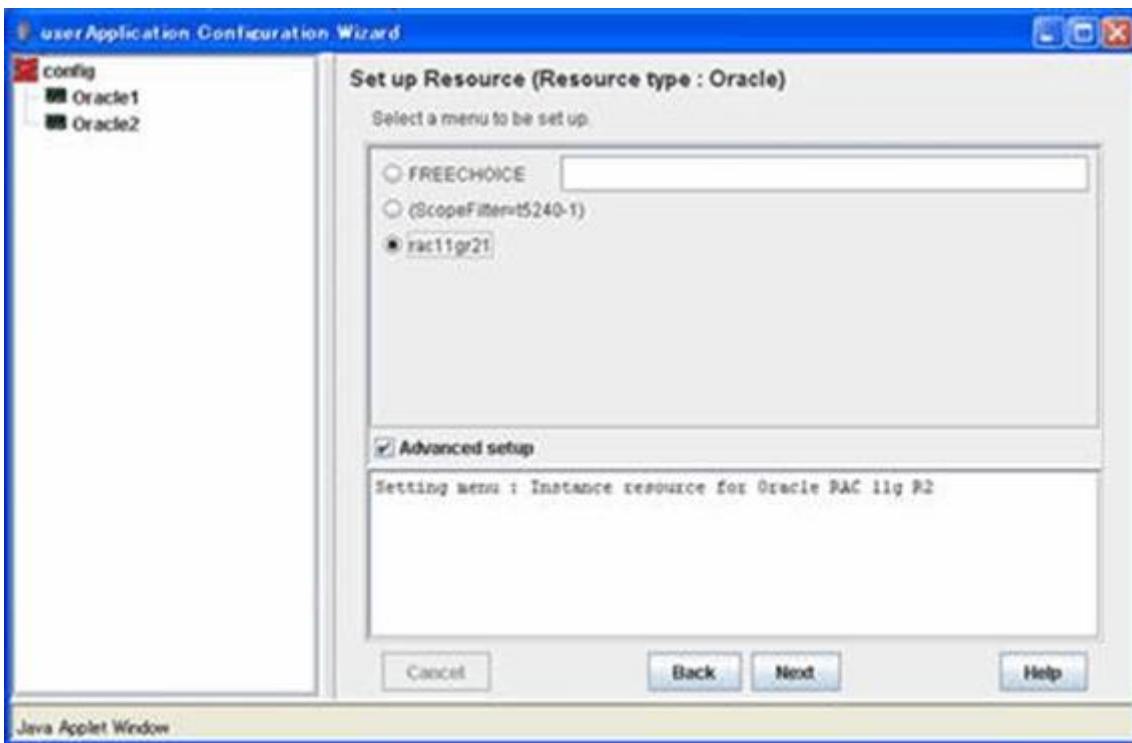 userApplication Configuration Wizard
config
Oracle1
Oracle2
Set up Resource (Resource type : Oracle)
Select a menu to be set up.
FREECHOICE
(ScopeFilter=t5240-1)
rac11gr21
Advanced setup
Setting menu : Instance resource for Oracle RAC 11g R2
Cancel
Back
Next
Help
Java Applet Window